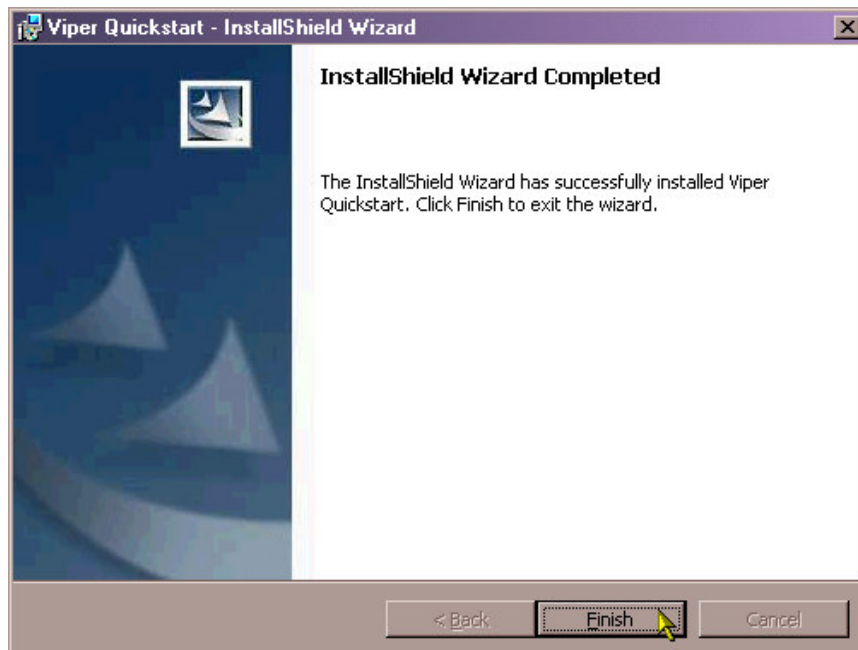 Viper Quickstart - InstallShield Wizard
InstallShield Wizard Completed
The InstallShield Wizard has successfully installed Viper
Quickstart. Click Finish to exit the wizard.
< Back
Finish
Cancel